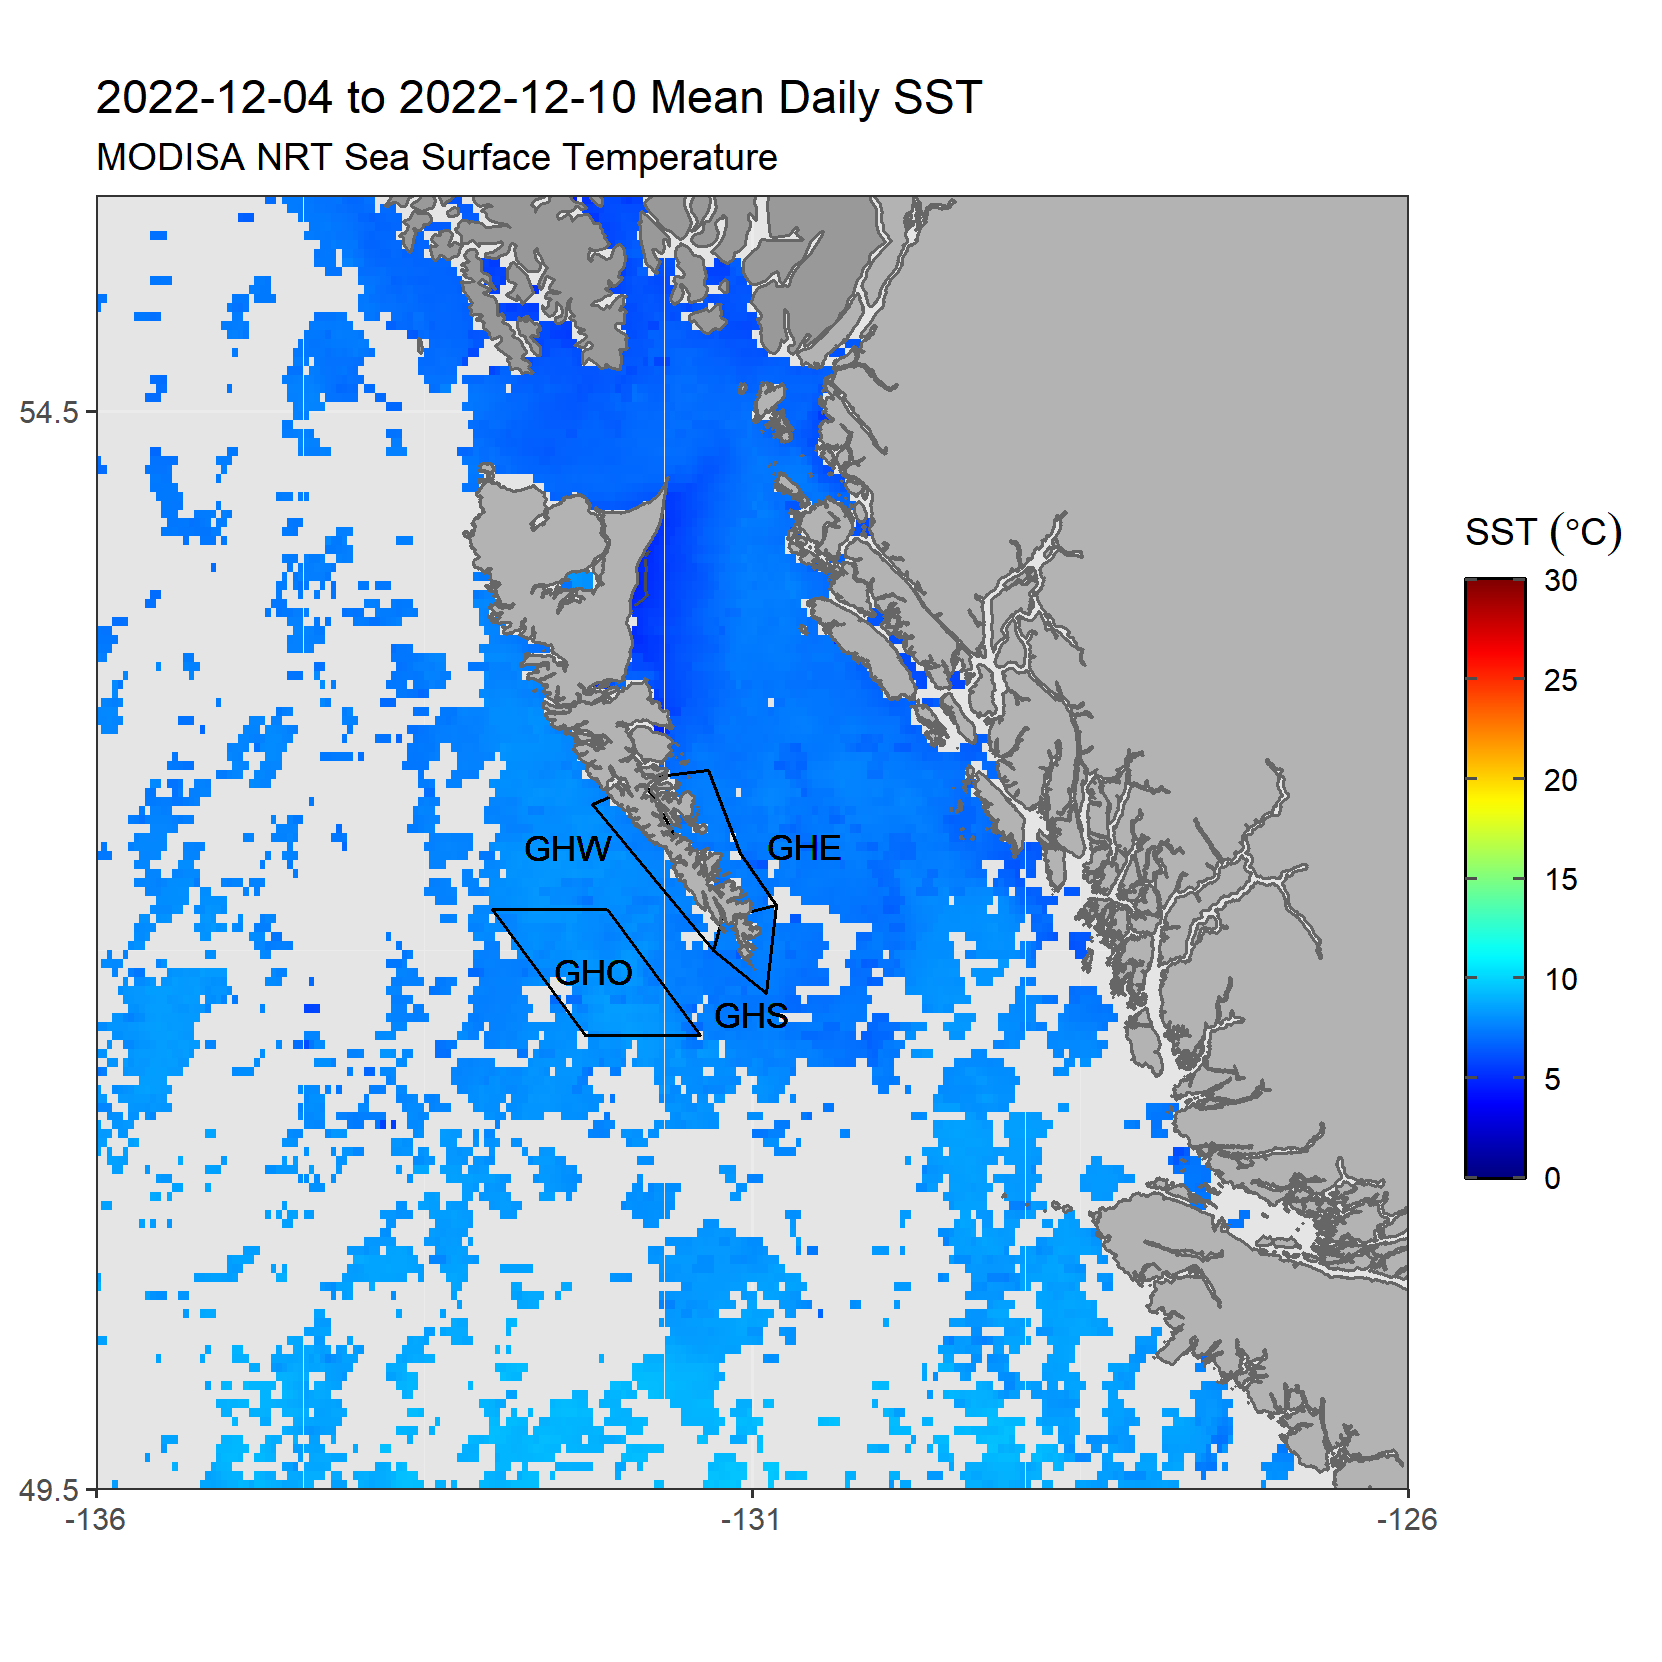 2022-12-04 to 2022-12-10 Mean Daily SST
MODISA NRT Sea Surface Temperature
54.5
49.5
-136
-131
-126
GHW
GHE
GHO
GHS
SST (°C)
30
25
20
15
10
5
0